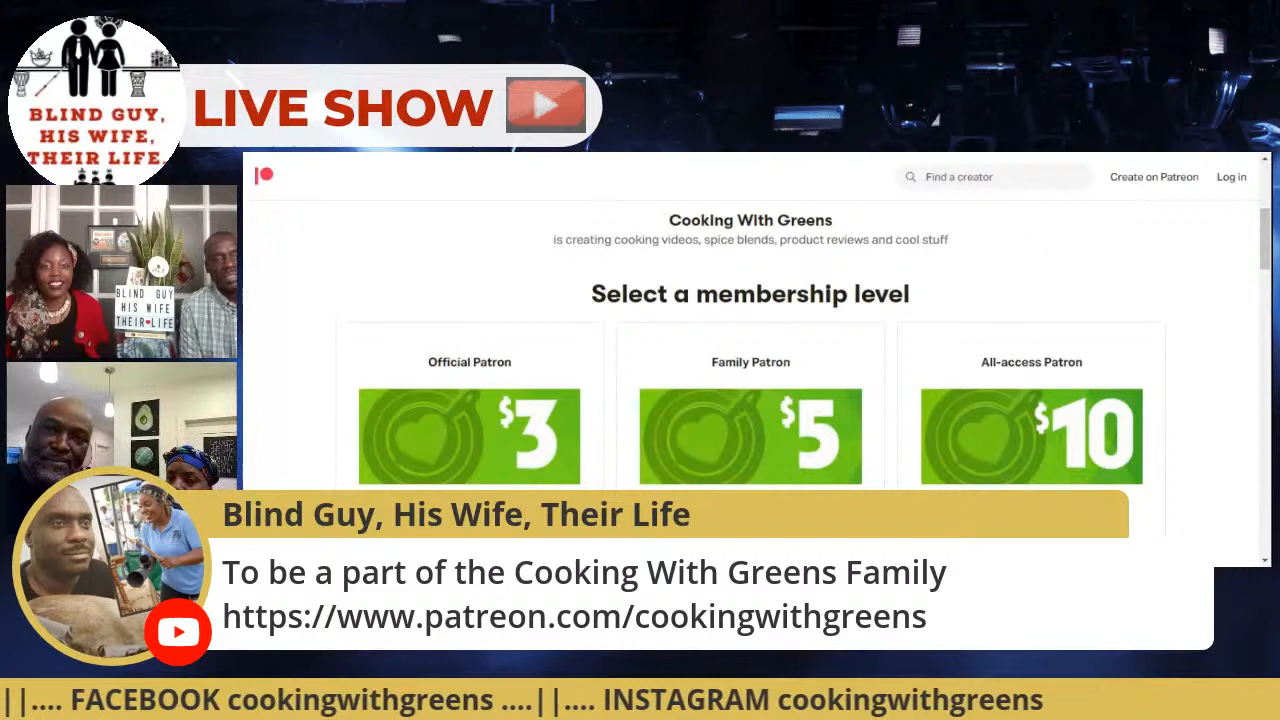 BLIND GUY,
HIS WIFE,
THEIR LIFE.
LIVE SHOW
Find a creator
Create on Patreon
Log in
Cooking With Greens
is creating cooking videos, spice blends, product reviews and cool stuff
Select a membership level
Official Patron
Family Patron
All-access Patron
$3
$5
$10
BLIND GUY
HIS WIFE
THEIR♥LIFE
Blind Guy, His Wife, Their Life
To be a part of the Cooking With Greens Family
https://www.patreon.com/cookingwithgreens
||.... FACEBOOK cookingwithgreens ....||.... INSTAGRAM cookingwithgreens